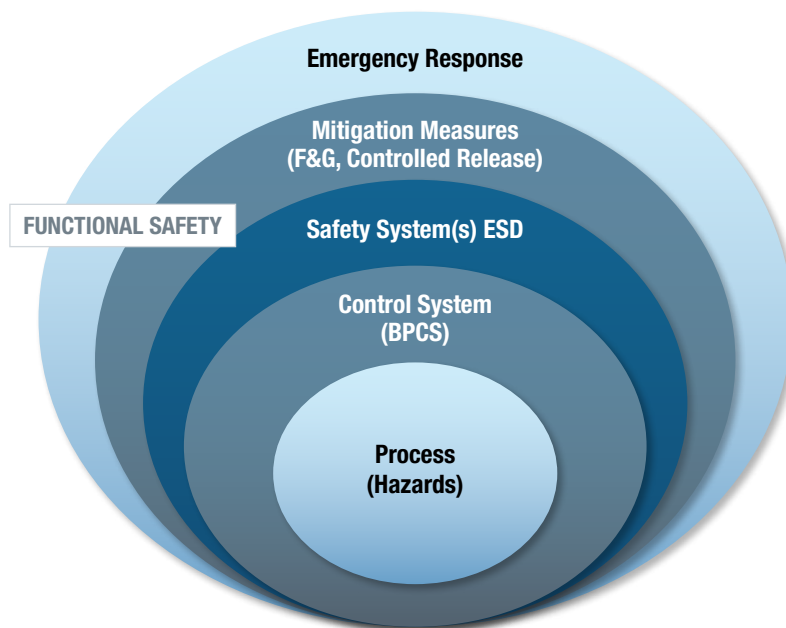 Emergency Response
Mitigation Measures
(F&G, Controlled Release)
FUNCTIONAL SAFETY
Safety System(s) ESD
Control System
(BPCS)
Process
(Hazards)